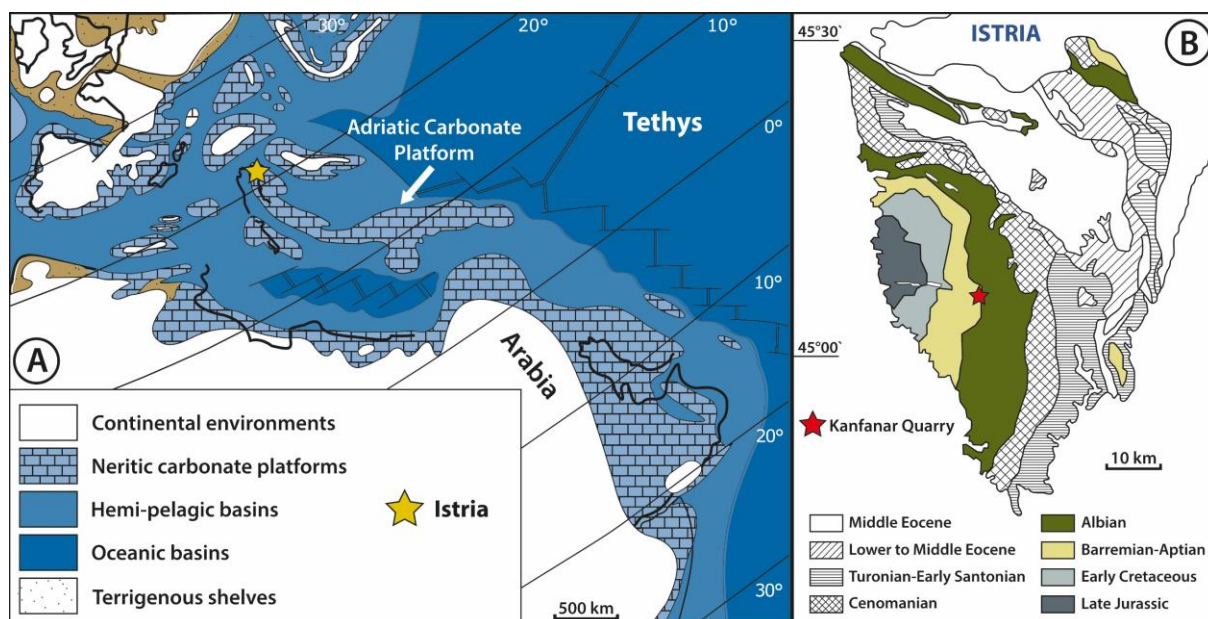 30°
20°
10°
Tethys
0°
Adriatic Carbonate
Platform
10°
Arabia
20°
30°
A
Continental environments
Neritic carbonate platforms
Hemi-pelagic basins
Oceanic basins
Terrigenous shelves
Istria
500 km
45°30`
ISTRIA
B
45°00`
Kanfanar Quarry
10 km
Middle Eocene
Lower to Middle Eocene
Turonian-Early Santonian
Cenomanian
Albian
Barremian-Aptian
Early Cretaceous
Late Jurassic